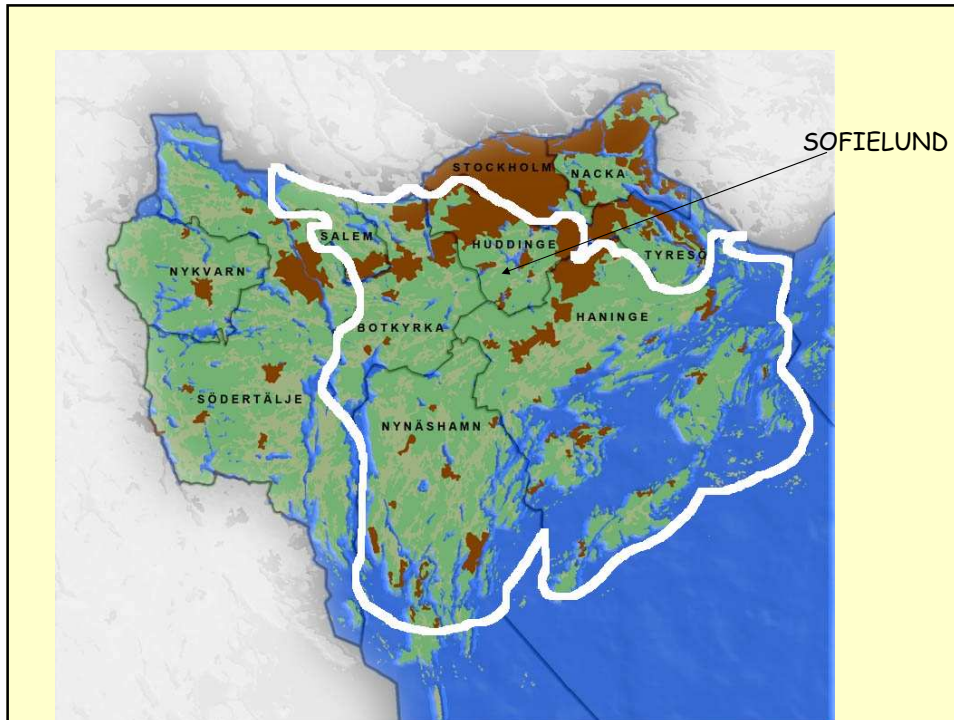 SOFIELUND
STOCKHOLM
NACKA
SALEM
HUDDINGE
TYRESÖ
NYKVARN
HANINGE
BOTKYRKA
SÖDERTÄLJE
NYNÄSHAMN